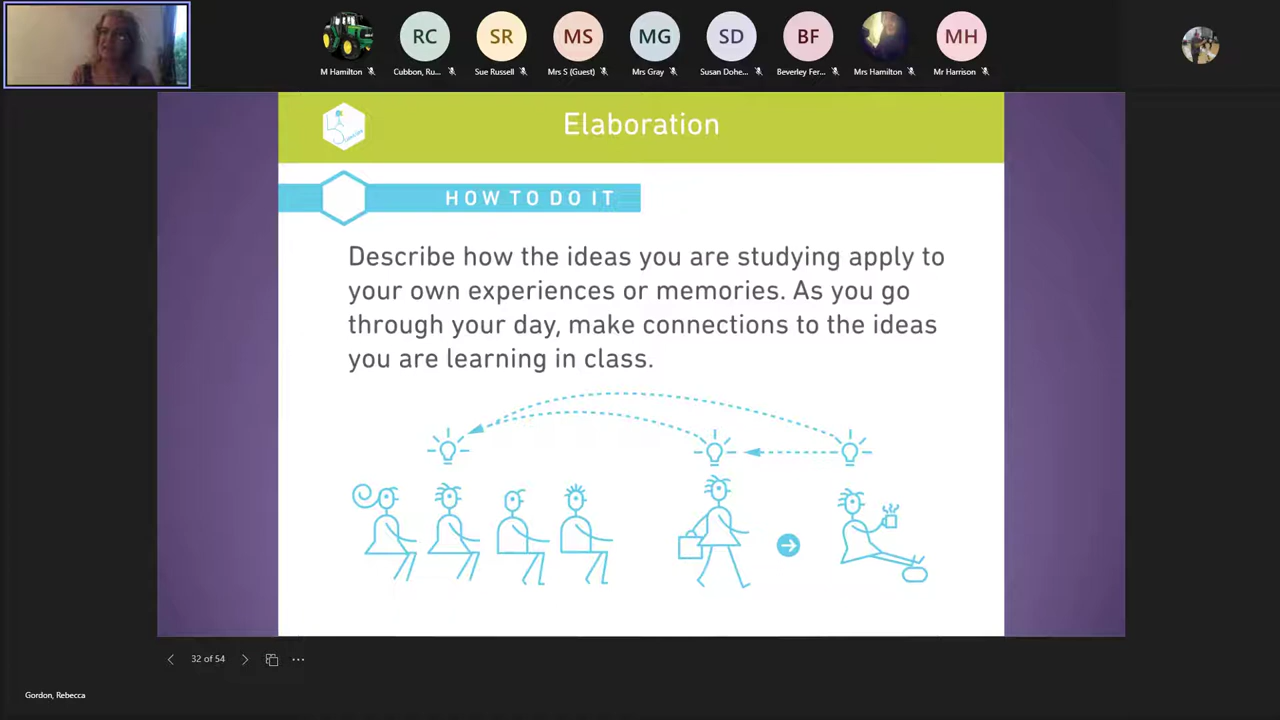 RC
SR
MS
MG
SD
BF
MH
M Hamilton
Cubbon, Ru...
Sue Russell
Mrs S (Guest)
Mrs Gray
Susan Dohe...
Beverley Fer...
Mrs Hamilton
Mr Harrison
Elaboration
HOW TO DO IT
Describe how the ideas you are studying apply to
your own experiences or memories. As you go
through your day, make connections to the ideas
you are learning in class.
32 of 54
Gordon, Rebecca